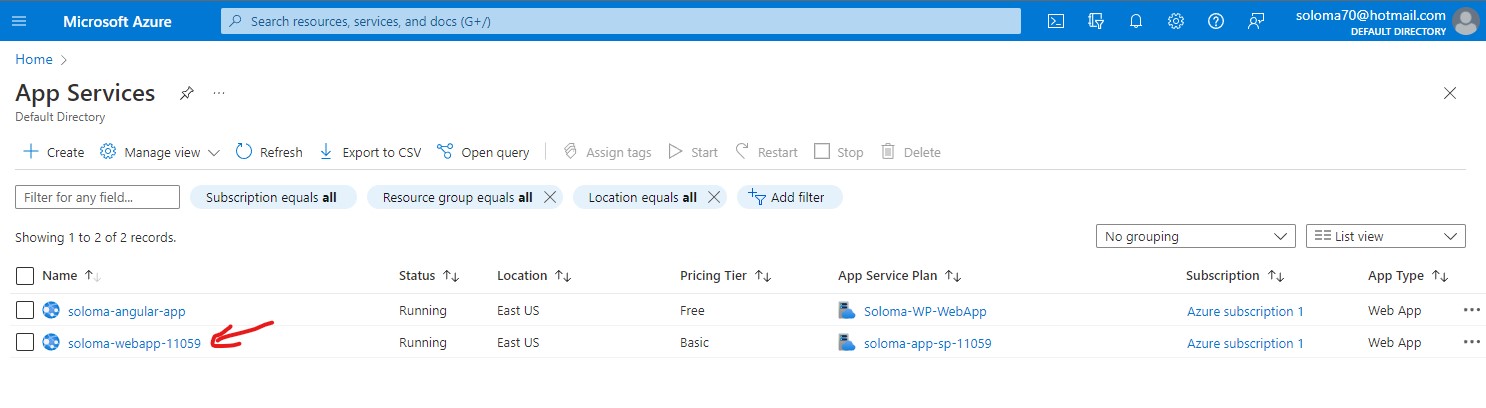 Microsoft Azure Search resources, services, and docs (G+/) soloma70@hotmail.com
DEFAULT DIRECTORY
Home >
App Services ...
Default Directory
+ Create Manage view Refresh Export to CSV Open query Assign tags Start Restart Stop Delete
Filter for any field... Subscription equals all Resource group equals all Location equals all Add filter
Showing 1 to 2 of 2 records. No grouping List view
Name Status Location Pricing Tier App Service Plan Subscription App Type
soloma-angular-app Running East US Free Soloma-WP-WebApp Azure subscription 1 Web App ...
soloma-webapp-11059 Running East US Basic soloma-app-sp-11059 Azure subscription 1 Web App ...